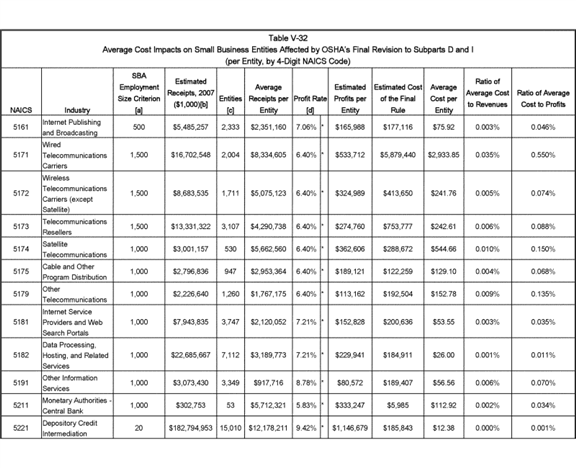 Table V-32
Average Cost Impacts on Small Business Entities Affected by OSHA's Final Revision to Subparts D and I
(per Entity, by 4-Digit NAICS Code)
NAICS Industry SBA Employment Size Criterion [a] Estimated Receipts, 2007 ($1,000)[b] Entities [c] Average Receipts per Entity Profit Rate [d] Estimated Profits per Entity Estimated Cost of the Final Rule Average Cost per Entity Ratio of Average Cost to Revenues Ratio of Average Cost to Profits
5161 Internet Publishing and Broadcasting 500 $5,485,257 2,333 $2,351,160 7.06% * $165,988 $177,116 $75.92 0.003% 0.046%
5171 Wired Telecommunications Carriers 1,500 $16,702,548 2,004 $8,334,605 6.40% * $533,712 $5,879,440 $2,933.85 0.035% 0.550%
5172 Wireless Telecommunications Carriers (except Satellite) 1,500 $8,683,535 1,711 $5,075,123 6.40% * $324,989 $413,650 $241.76 0.005% 0.074%
5173 Telecommunications Resellers 1,500 $13,331,322 3,107 $4,290,738 6.40% * $274,760 $753,777 $242.61 0.006% 0.088%
5174 Satellite Telecommunications 1,000 $3,001,157 530 $5,662,560 6.40% * $362,606 $288,672 $544.66 0.010% 0.150%
5175 Cable and Other Program Distribution 1,000 $2,796,836 947 $2,953,364 6.40% * $189,121 $122,259 $129.10 0.004% 0.068%
5179 Other Telecommunications 1,000 $2,226,640 1,260 $1,767,175 6.40% * $113,162 $192,504 $152.78 0.009% 0.135%
5181 Internet Service Providers and Web Search Portals 1,000 $7,943,835 3,747 $2,120,052 7.21% * $152,828 $200,636 $53.55 0.003% 0.035%
5182 Data Processing, Hosting, and Related Services 1,000 $22,685,667 7,112 $3,189,773 7.21% * $229,941 $184,911 $26.00 0.001% 0.011%
5191 Other Information Services 1,000 $3,073,430 3,349 $917,716 8.78% * $80,572 $189,407 $56.56 0.006% 0.070%
5211 Monetary Authorities - Central Bank 1,000 $302,753 53 $5,712,321 5.83% * $333,247 $5,985 $112.92 0.002% 0.034%
5221 Depository Credit Intermediation 20 $182,794,953 15,010 $12,178,211 9.42% * $1,146,679 $185,843 $12.38 0.000% 0.001%